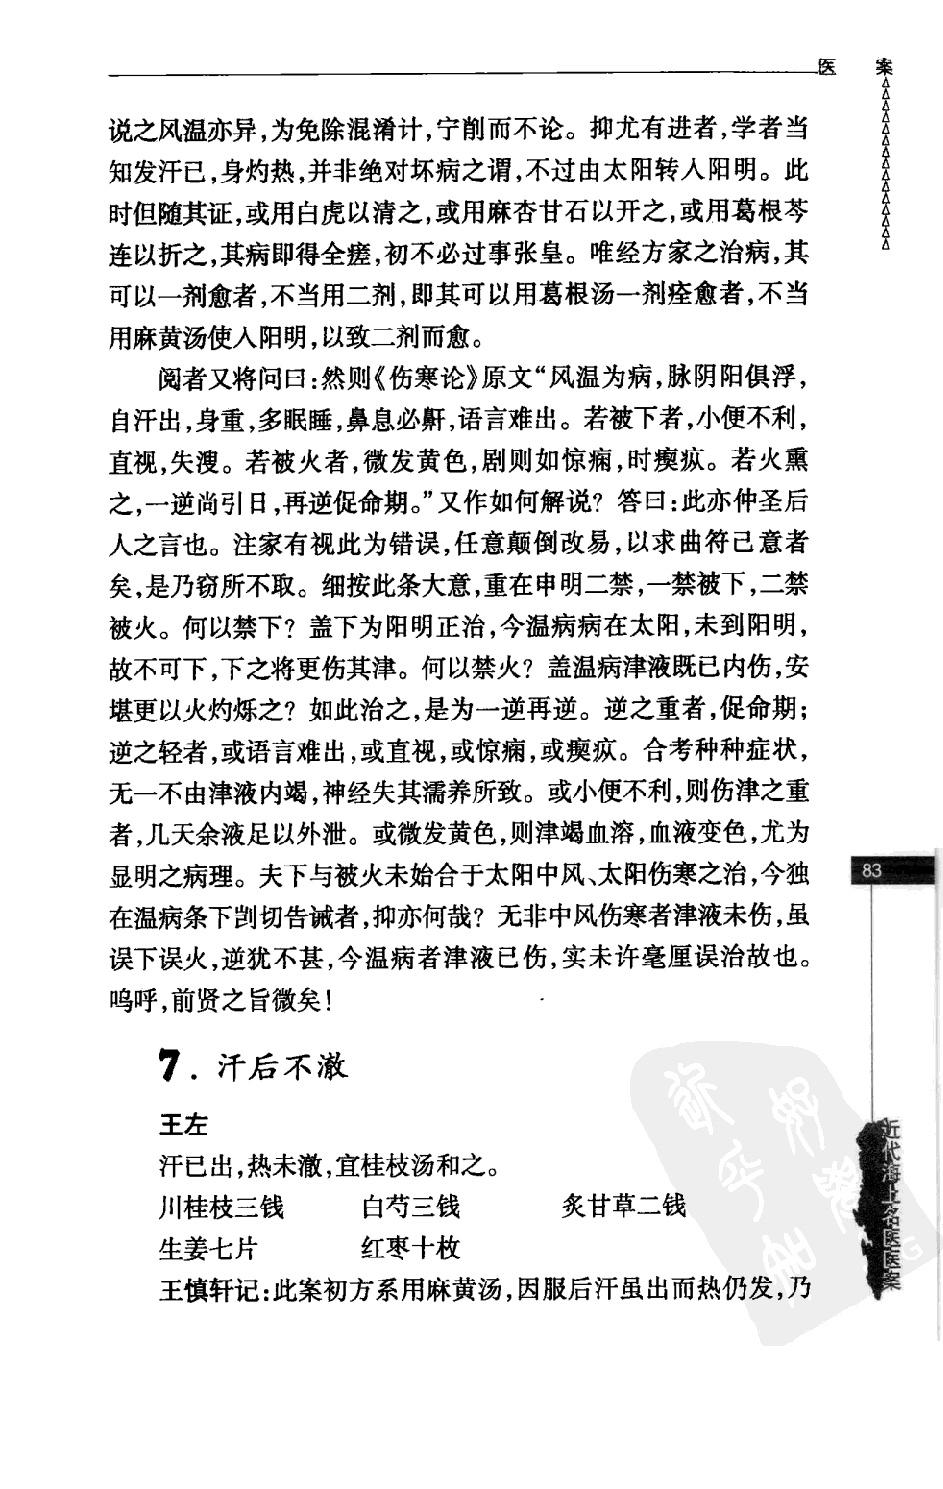 医 案
说之风温亦异,为免除混淆计,宁削而不论。抑尤有进者,学者当
知发汗已,身灼热,并非绝对坏病之谓,不过由太阳转入阳明。此
时但随其证,或用白虎以清之,或用麻杏甘石以开之,或用葛根芩
连以折之,其病即得全瘥,初不必过事张皇。唯经方家之治病,其
可以一剂愈者,不当用二剂,即其可以用葛根汤一剂痊愈者,不当
用麻黄汤使入阳明,以致二剂而愈。
阅者又将问曰:然则《伤寒论》原文“风温为病,脉阴阳俱浮,
自汗出,身重,多眠睡,鼻息必鼾,语言难出。若被下者,小便不利,
直视,失溲。若被火者,微发黄色,剧则如惊痫,时瘈疭。若火熏
之,一逆尚引日,再逆促命期。”又作如何解说? 答曰:此亦仲圣后
人之言也。注家有视此为错误,任意颠倒改易,以求曲符己意者
矣,是乃窃所不取。细按此条大意,重在申明二禁,一禁被下,二禁
被火。何以禁下? 盖下为阳明正治,今温病病在太阳,未到阳明,
故不可下,下之将更伤其津。何以禁火? 盖温病津液既已内伤,安
堪更以火灼烁之? 如此治之,是为一逆再逆。逆之重者,促命期;
逆之轻者,或语言难出,或直视,或惊痫,或瘈疭。合考种种症状,
无一不由津液内竭,神经失其濡养所致。或小便不利,则伤津之重
者,几无余液足以外泄。或微发黄色,则津竭血溶,血液变色,尤为
显明之病理。夫下与被火未始合于太阳中风、太阳伤寒之治,今独
在温病条下剀切告诫者,抑亦何哉? 无非中风伤寒者津液未伤,虽
误下误火,逆犹不甚,今温病者津液已伤,实未许毫厘误治故也。
呜呼,前贤之旨微矣!
7. 汗后不澈
王左
汗已出,热未澈,宜桂枝汤和之。
川桂枝三钱 白芍三钱 炙甘草二钱
生姜七片 红枣十枚
王慎轩记:此案初方系用麻黄汤,因服后汗虽出而热仍发,乃
83
近代海上名医医案